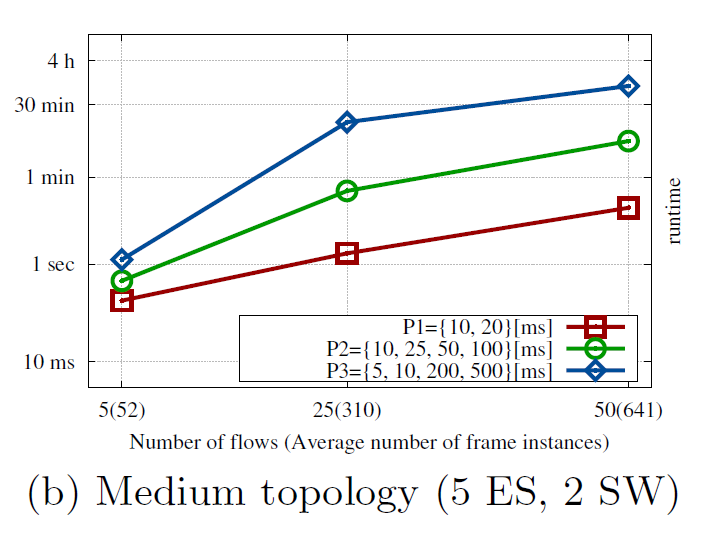 4 h
30 min
1 min
1 sec
10 ms
runtime
P1={10, 20}[ms]
P2={10, 25, 50, 100}[ms]
P3={5, 10, 200, 500}[ms]
5(52) 25(310) 50(641)
Number of flows (Average number of frame instances)
(b) Medium topology (5 ES, 2 SW)